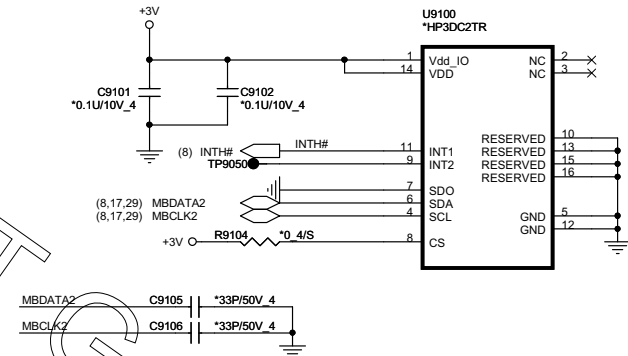 +3V
U9100
*HP3DC2TR
1 Vdd_IO NC 2
14 VDD NC 3
C9101
*0.1U/10V_4
C9102
*0.1U/10V_4
(8) INTH# INTH# 11 INT1
TP9050 9 INT2
RESERVED 10
RESERVED 13
RESERVED 15
RESERVED 16
7 SDO
(8,17,29) MBDATA2 6 SDA
(8,17,29) MBCLK2 4 SCL
GND 5
GND 12
+3V R9104 *0_4/S 8 CS
MBDATA2 C9105 *33P/50V_4
MBCLK2 C9106 *33P/50V_4